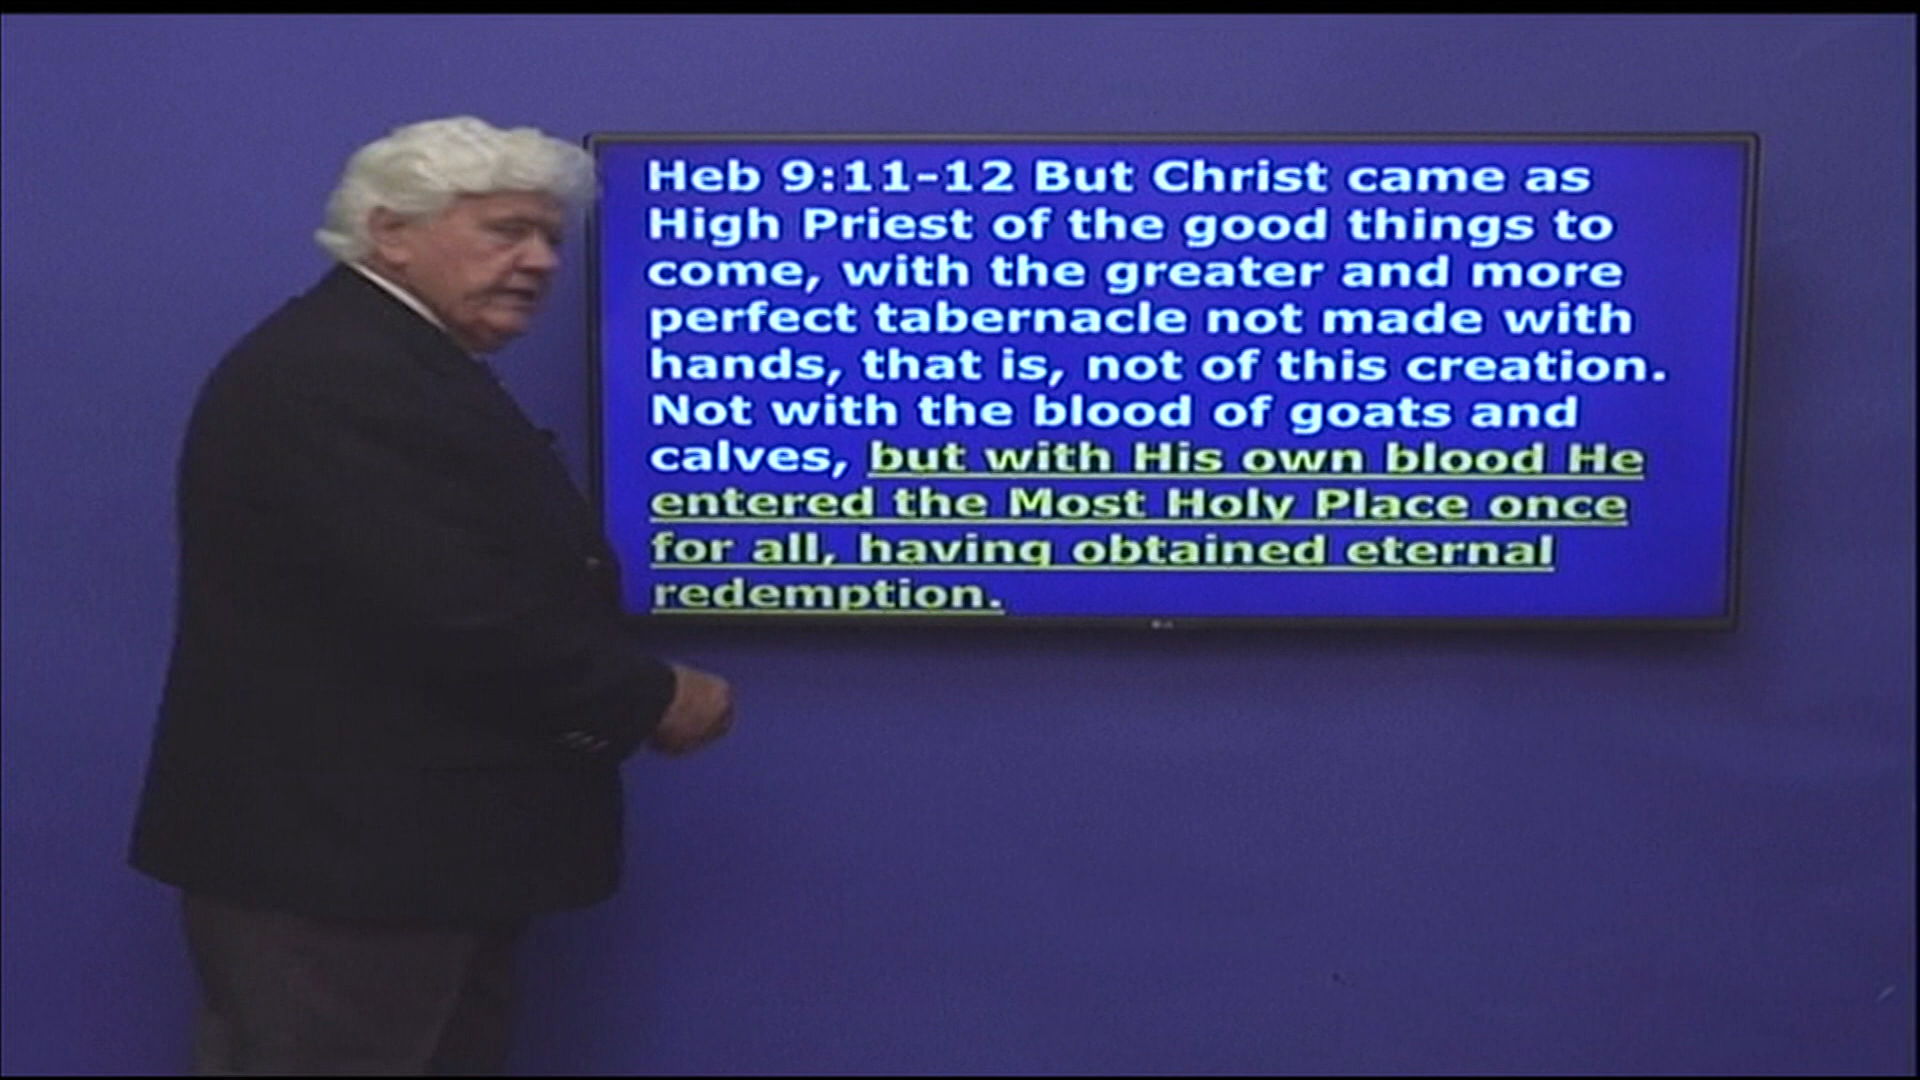 Heb 9:11-12 But Christ came as
High Priest of the good things to
come, with the greater and more
perfect tabernacle not made with
hands, that is, not of this creation.
Not with the blood of goats and
calves, but with His own blood He
entered the Most Holy Place once
for all, having obtained eternal
redemption.